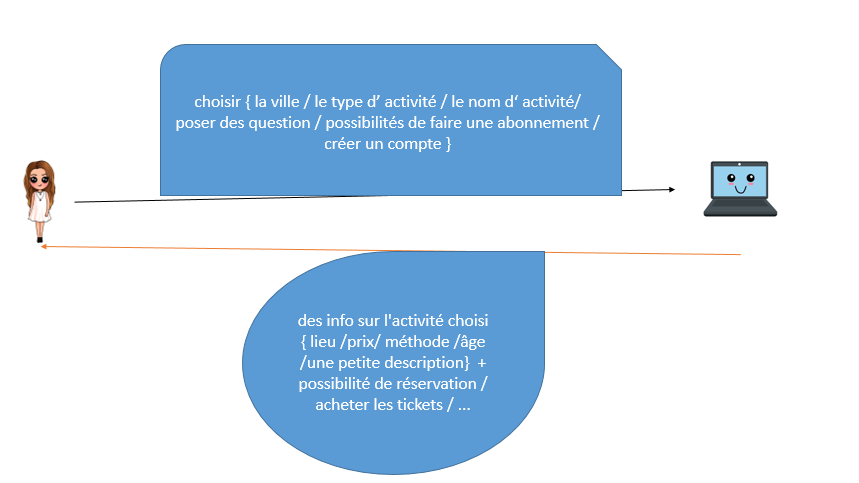 choisir { la ville / le type d’ activité / le nom d‘ activité/
poser des question / possibilités de faire une abonnement /
créer un compte }
des info sur l'activité choisi
{ lieu /prix/ méthode /âge
/une petite description}  +
possibilité de réservation /
acheter les tickets / ...